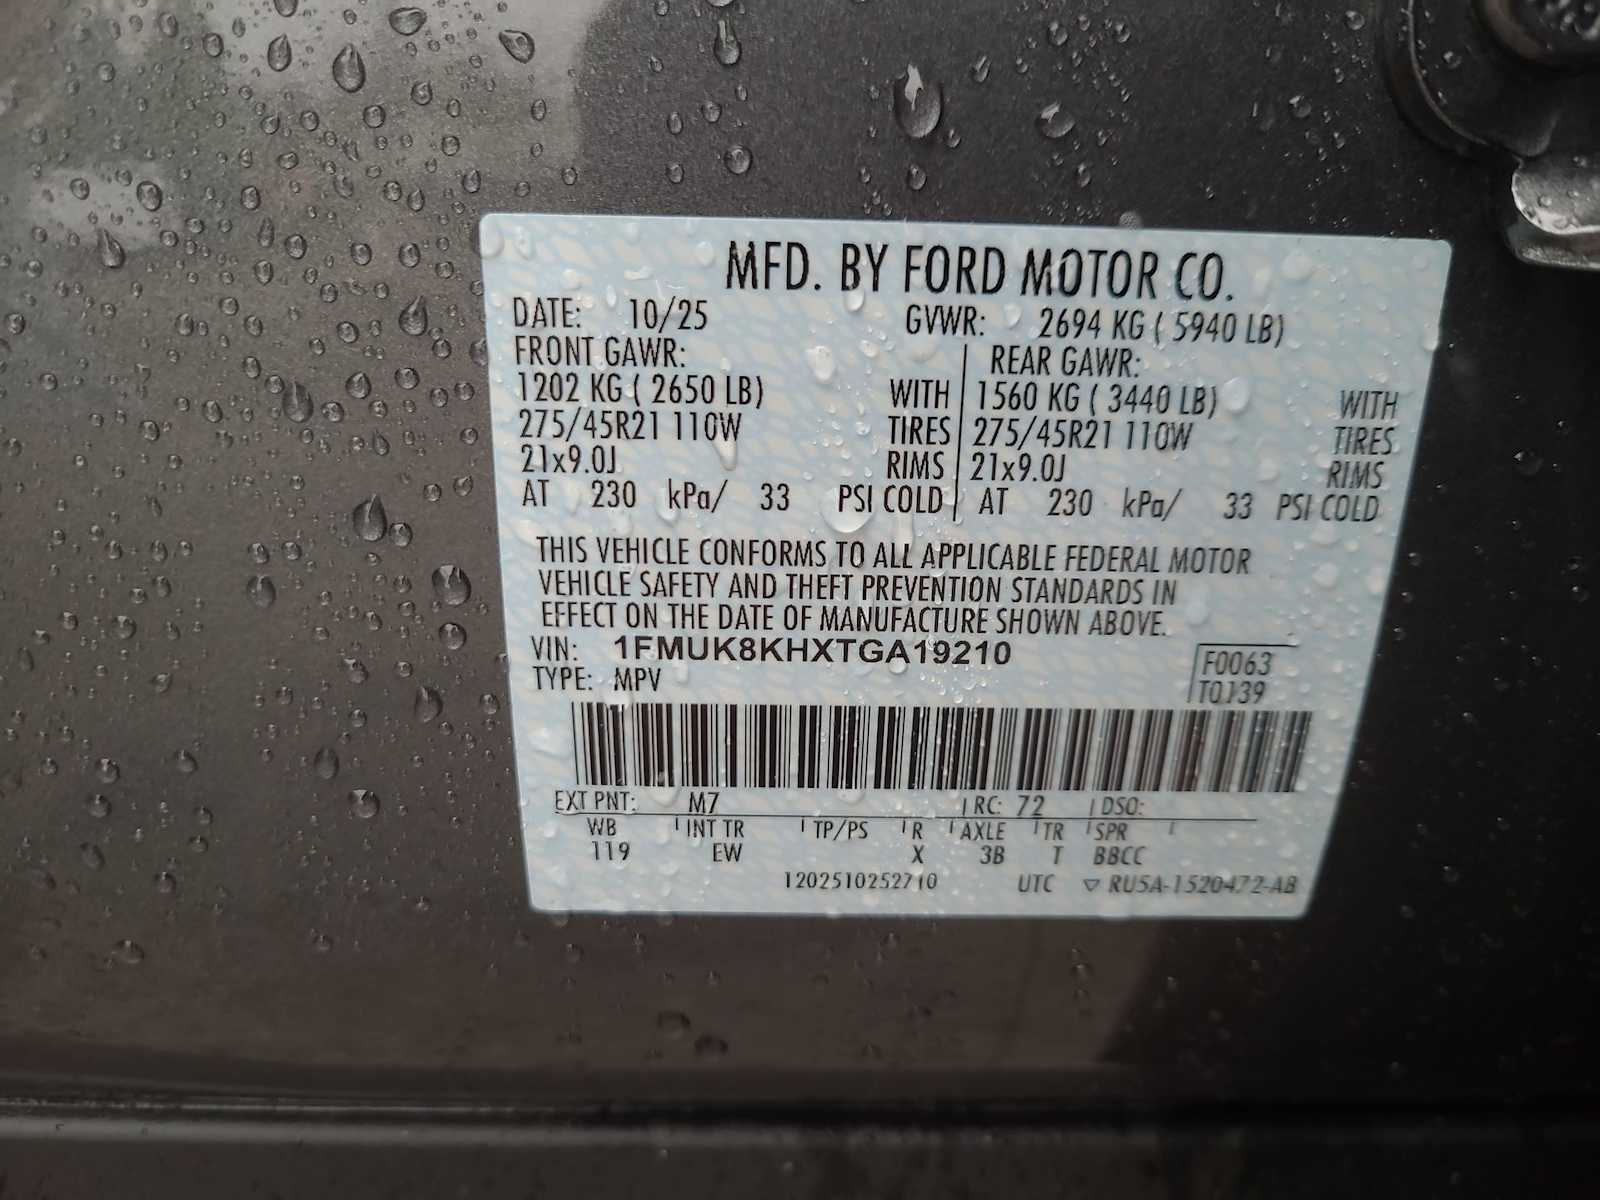 MFD. BY FORD MOTOR CO.
DATE: 10/25 GVWR: 2694 KG ( 5940 LB)
FRONT GAWR: REAR GAWR:
1202 KG ( 2650 LB) WITH 1560 KG ( 3440 LB) WITH
275/45R21 110W TIRES 275/45R21 110W TIRES
21x9.0J RIMS 21x9.0J RIMS
AT 230 kPa/ 33 PSI COLD AT 230 kPa/ 33 PSI COLD
THIS VEHICLE CONFORMS TO ALL APPLICABLE FEDERAL MOTOR
VEHICLE SAFETY AND THEFT PREVENTION STANDARDS IN
EFFECT ON THE DATE OF MANUFACTURE SHOWN ABOVE.
VIN: 1FMUK8KHXTGA19210 F0063
TYPE: MPV T0139
EXT PNT: M7 RC: 72 DSO:
WB INT TR TP/PS R AXLE TR SPR
119 EW X 3B T BBCC
1202510252710 UTC ▽ RU5A-1520472-AB